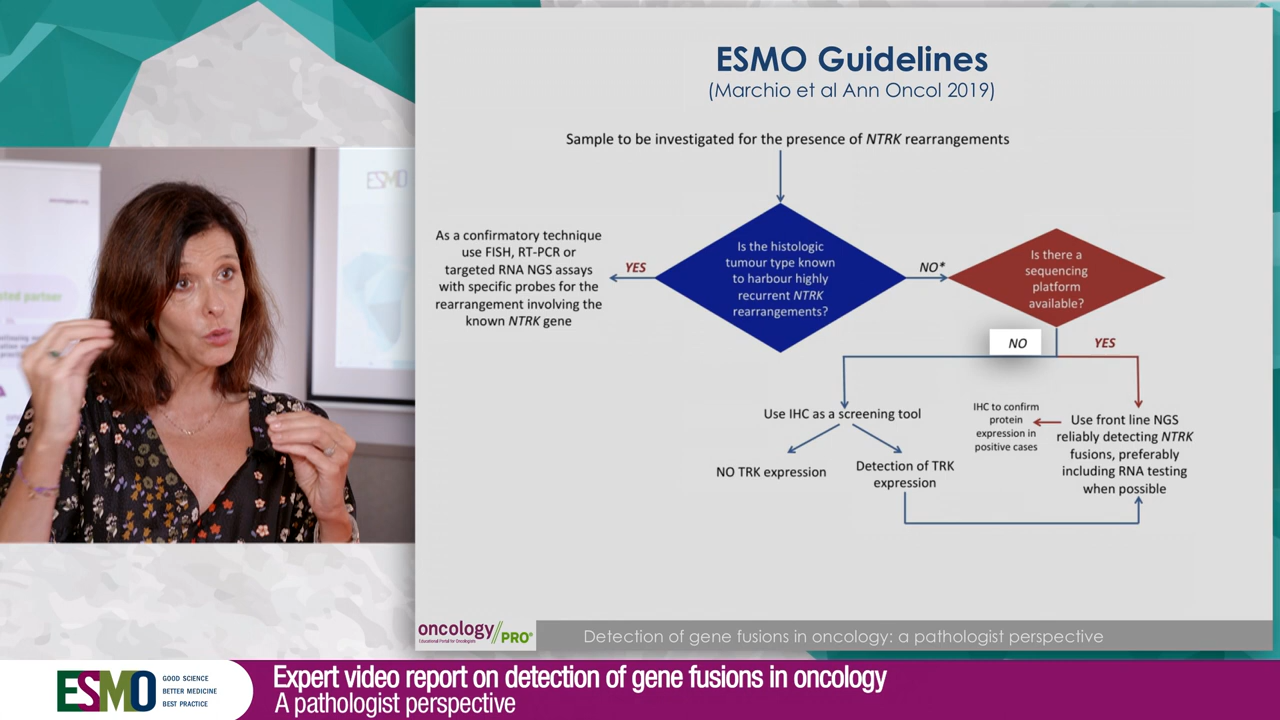 ESMO Guidelines
(Marchio et al Ann Oncol 2019)
Sample to be investigated for the presence of NTRK rearrangements
As a confirmatory technique
use FISH, RT-PCR or
targeted RNA NGS assays
with specific probes for the
rearrangement involving the
known NTRK gene
YES
Is the histologic
tumour type known
to harbour highly
recurrent NTRK
rearrangements?
NO*
Is there a
sequencing
platform
available?
NO
YES
Use IHC as a screening tool
NO TRK expression
Detection of TRK
expression
IHC to confirm
protein
expression in
positive cases
Use front line NGS
reliably detecting NTRK
fusions, preferably
including RNA testing
when possible
ESMO
oncology//PRO®
Educational Portal for Oncologists
Detection of gene fusions in oncology: a pathologist perspective
ESMO
GOOD SCIENCE
BETTER MEDICINE
BEST PRACTICE
Expert video report on detection of gene fusions in oncology
A pathologist perspective